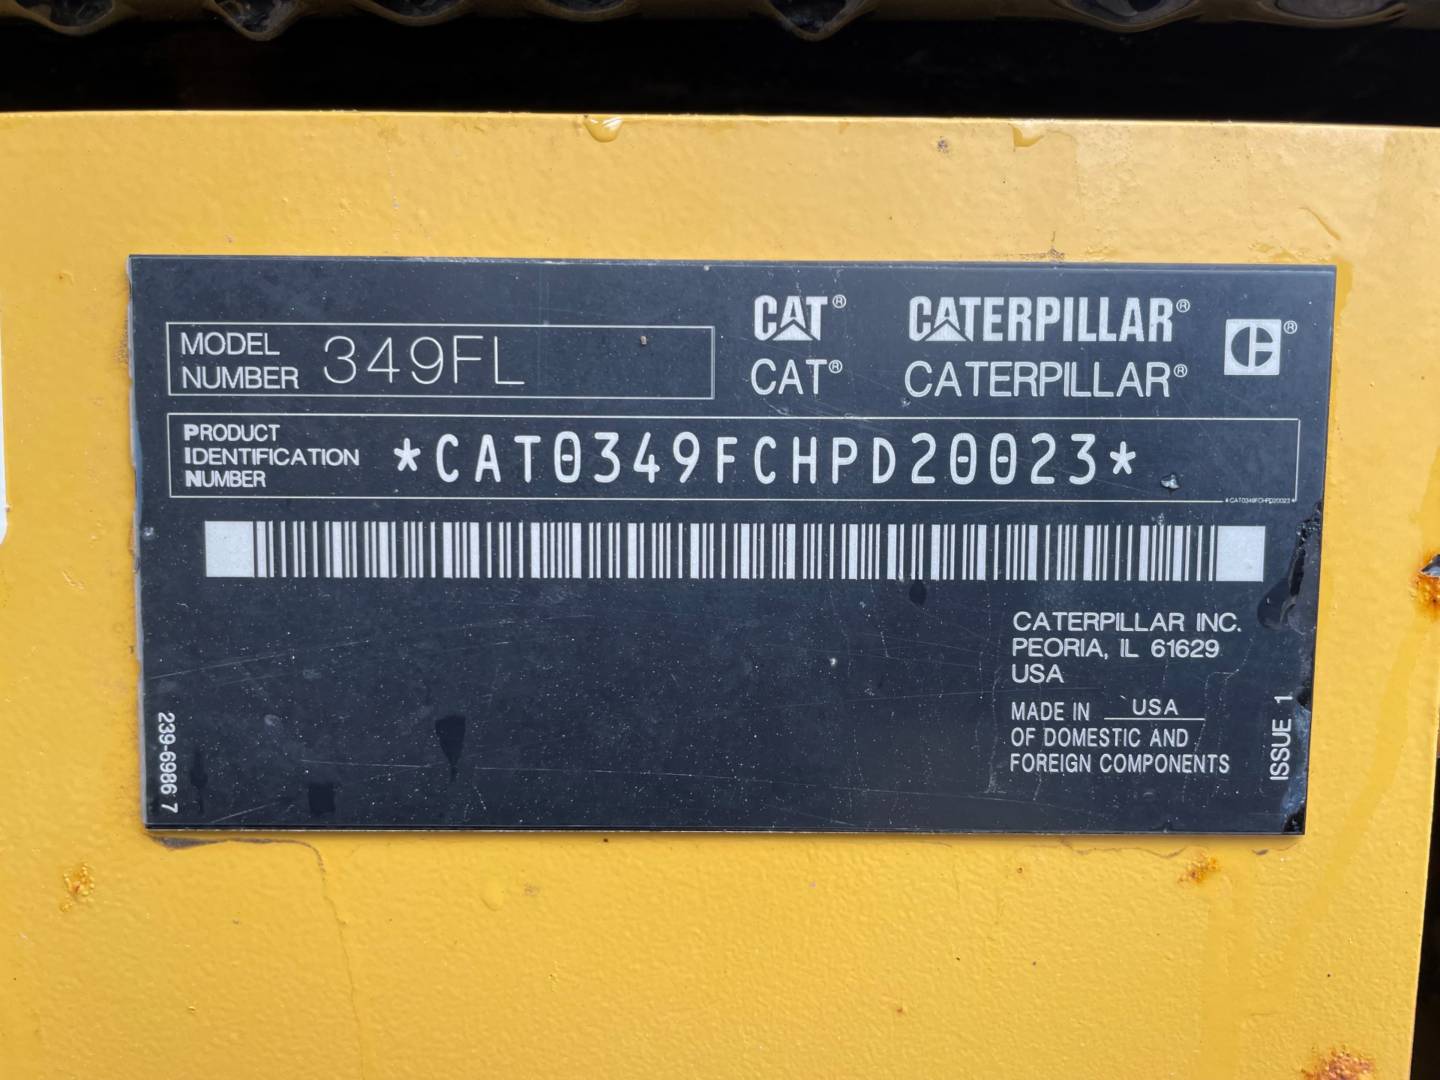 CAT® CATERPILLAR®
CAT® CATERPILLAR®
MODEL
NUMBER 349FL
PRODUCT
IDENTIFICATION
NUMBER
*CAT0349FCHPD20023*
*CAT0349FCHPD20023*
CATERPILLAR INC.
PEORIA, IL 61629
USA
MADE IN USA
OF DOMESTIC AND
FOREIGN COMPONENTS
ISSUE 1
239-6986 7